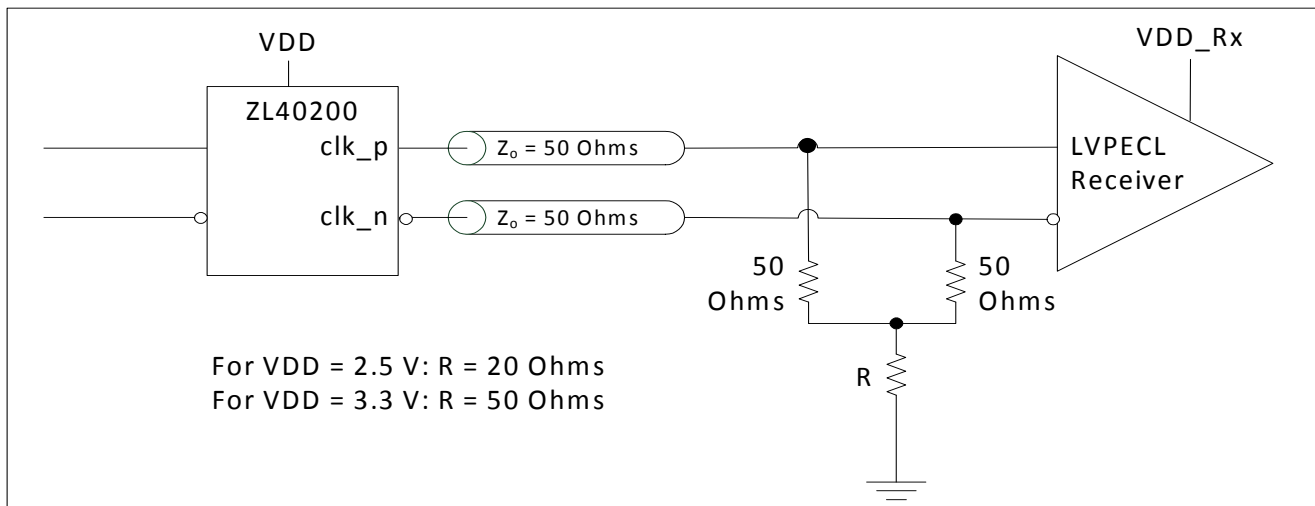 VDD
VDD_Rx
ZL40200
clk_p
Zo = 50 Ohms
LVPECL
Receiver
clk_n
Zo = 50 Ohms
50
Ohms
50
Ohms
For VDD = 2.5 V: R = 20 Ohms
For VDD = 3.3 V: R = 50 Ohms
R